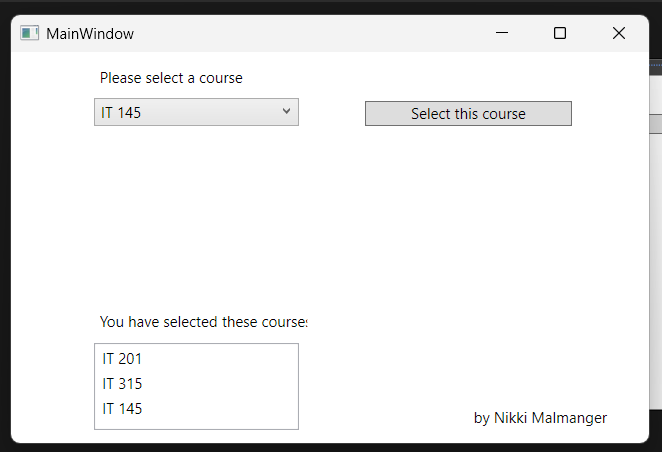 MainWindow
Please select a course
IT 145
Select this course
You have selected these courses
IT 201
IT 315
IT 145
by Nikki Malmanger